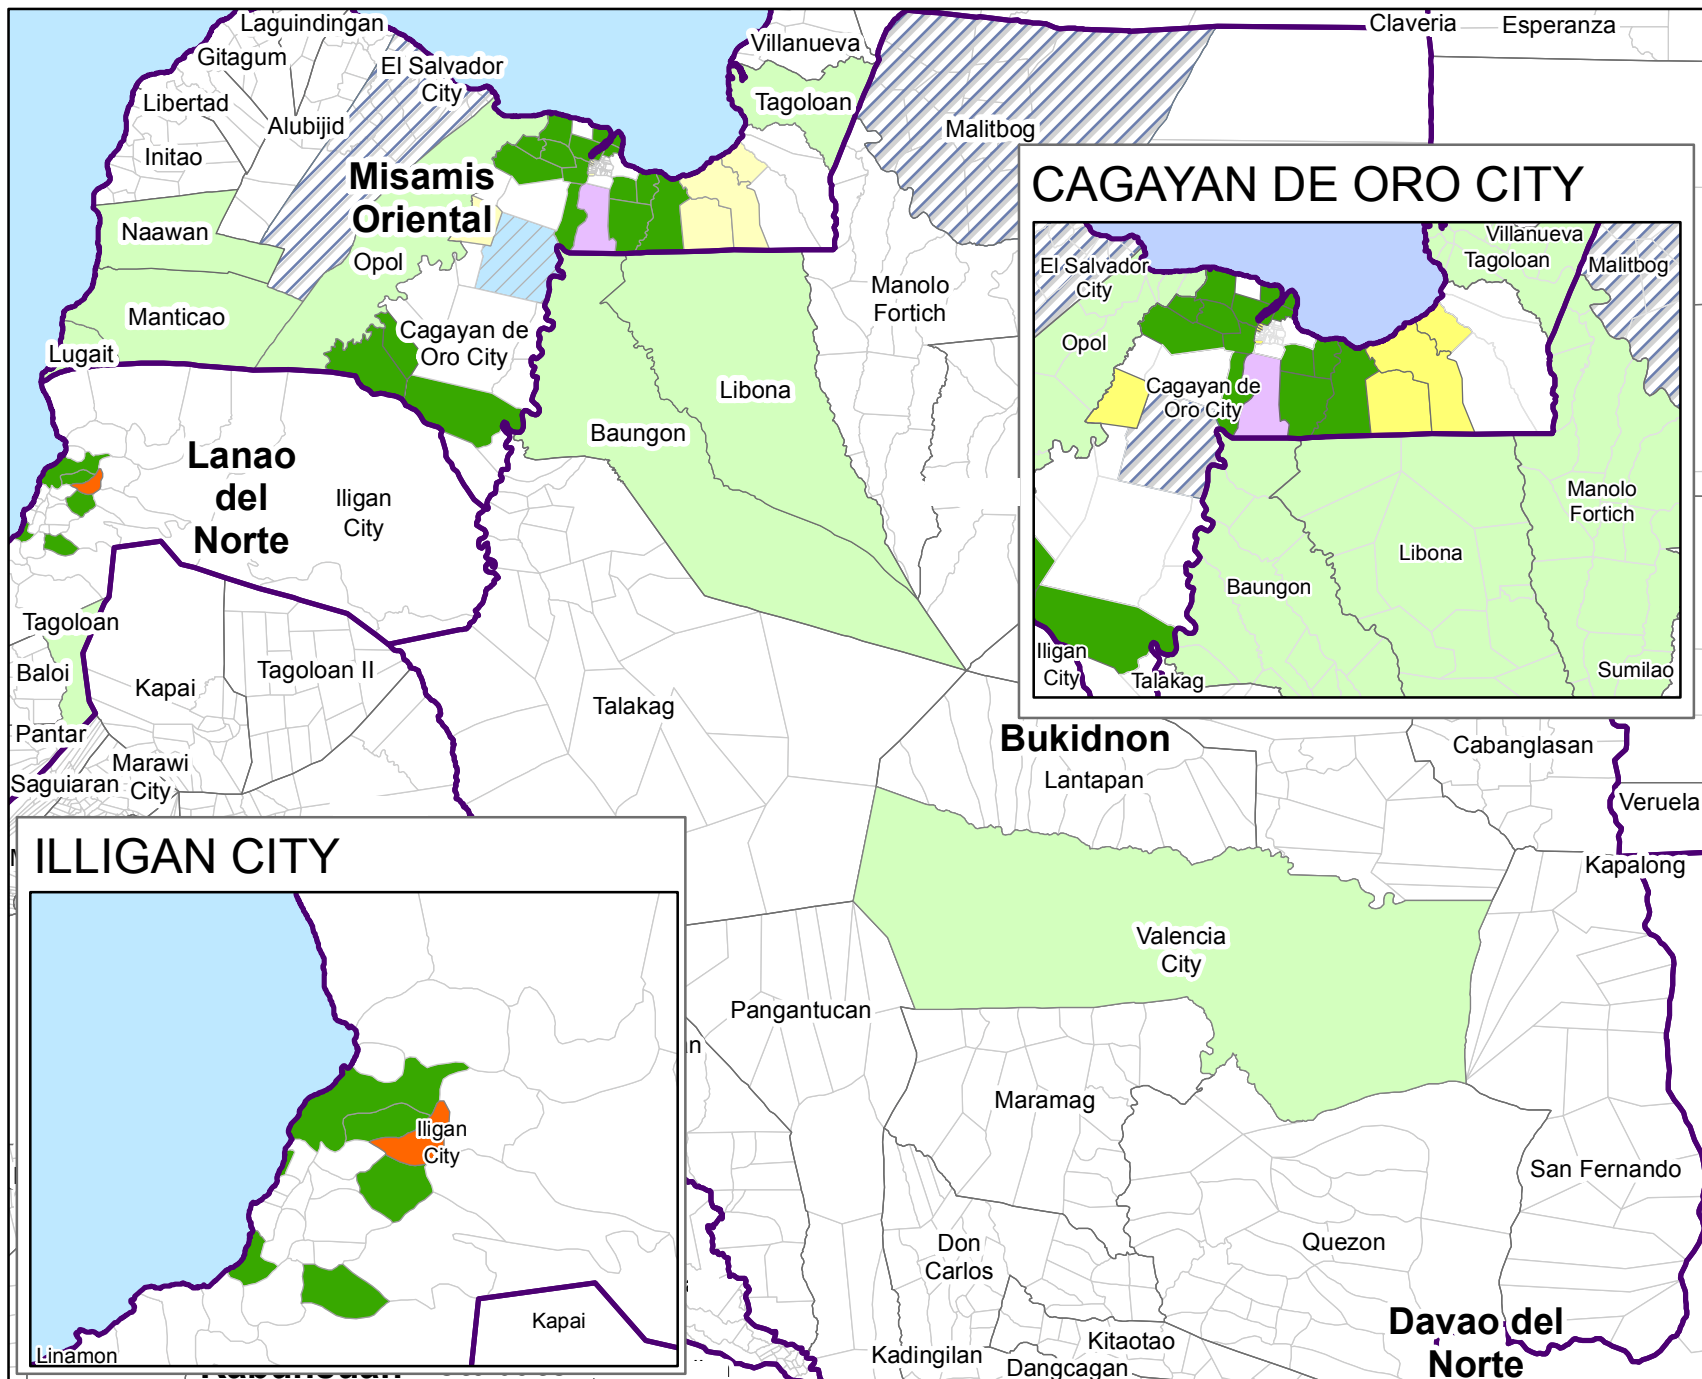 Laguindingan
Gitagum
El Salvador
City
Libertad
Alubijid
Initao
Misamis
Oriental
Naawan
Opol
Manticao
Lugait
Cagayan de
Oro City
Villanueva
Tagoloan
Claveria
Esperanza
Malitbog
Manolo
Fortich
Libona
Baungon
Lanao
del
Norte
Iligan
City
Tagoloan
Baloi
Kapai
Tagoloan II
Pantar
Marawi
City
Saguiaran
Talakag
Bukidnon
Lantapan
Cabanglasan
Veruela
Kapalong
Valencia
City
Pangantucan
Maramag
San Fernando
Don
Carlos
Quezon
Kadingilan
Kitaotao
Dangcagan
Davao del
Norte
CAGAYAN DE ORO CITY
Villanueva
Tagoloan
El Salvador
City
Malitbog
Opol
Cagayan de
Oro City
Manolo
Fortich
Libona
Baungon
Iligan
City
Talakag
Sumilao
ILLIGAN CITY
Iligan
City
Kapai
Linamon